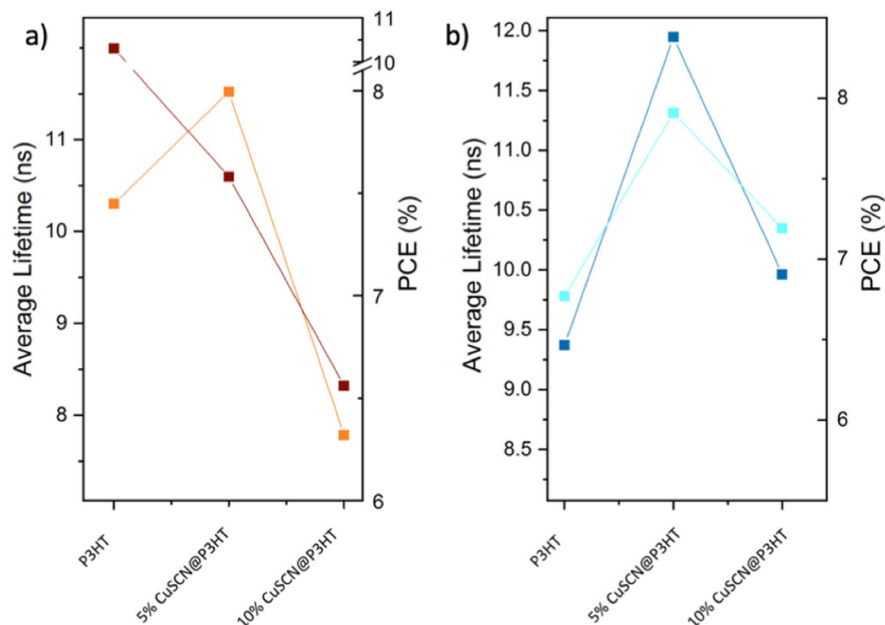 a)
Average Lifetime (ns)
11
10
9
8
11
10
8
7
6
PCE (%)
P3HT
5% CuSCN@P3HT
10% CuSCN@P3HT
b)
Average Lifetime (ns)
12.0
11.5
11.0
10.5
10.0
9.5
9.0
8.5
8
7
6
PCE (%)
P3HT
5% CuSCN@P3HT
10% CuSCN@P3HT